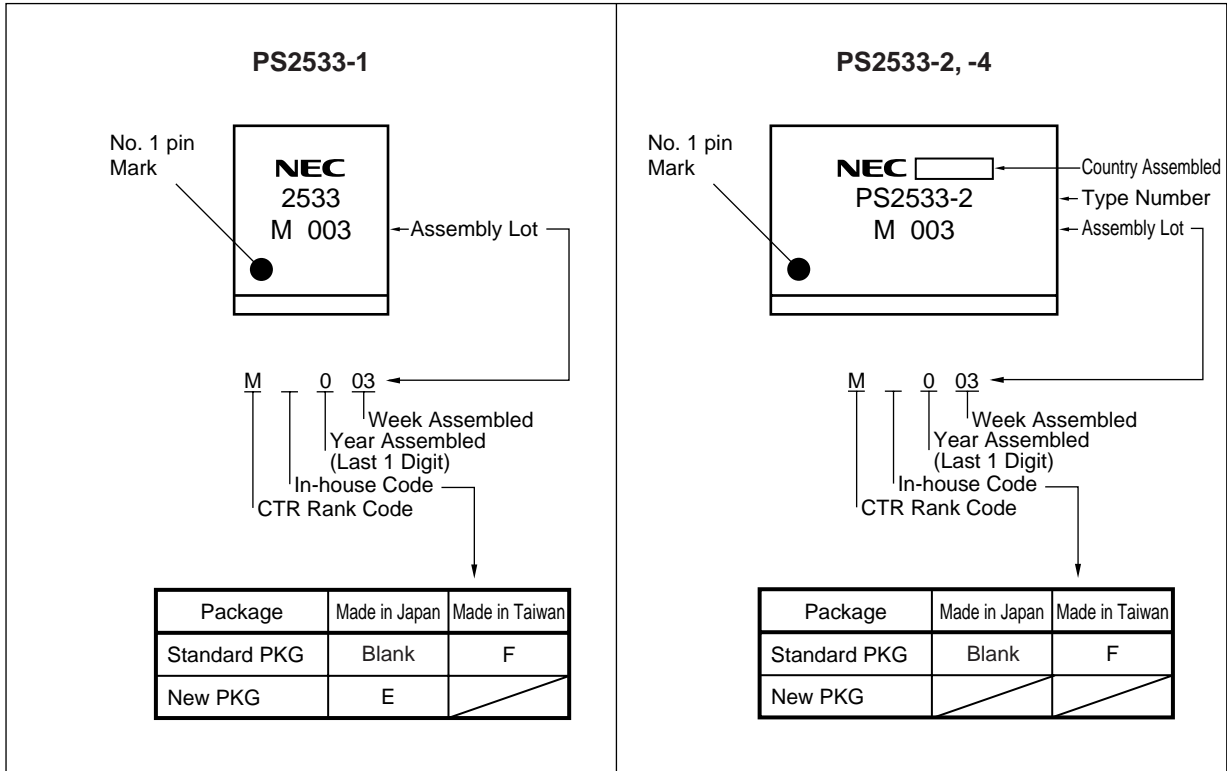 PS2533-1
No. 1 pin
Mark
NEC
2533
M 003
Assembly Lot
M 0 03
Week Assembled
Year Assembled
(Last 1 Digit)
In-house Code
CTR Rank Code
Package Made in Japan Made in Taiwan
Standard PKG Blank F
New PKG E
PS2533-2, -4
No. 1 pin
Mark
NEC
Country Assembled
PS2533-2
Type Number
M 003
Assembly Lot
M 0 03
Week Assembled
Year Assembled
(Last 1 Digit)
In-house Code
CTR Rank Code
Package Made in Japan Made in Taiwan
Standard PKG Blank F
New PKG